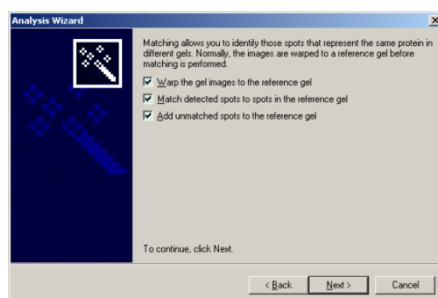 Analysis Wizard
Matching allows you to identify those spots that represent the same protein in
different gels. Normally, the images are warped to a reference gel before
matching is performed.
Warp the gel images to the reference gel
Match detected spots to spots in the reference gel
Add unmatched spots to the reference gel
To continue, click Next.
< Back Next > Cancel